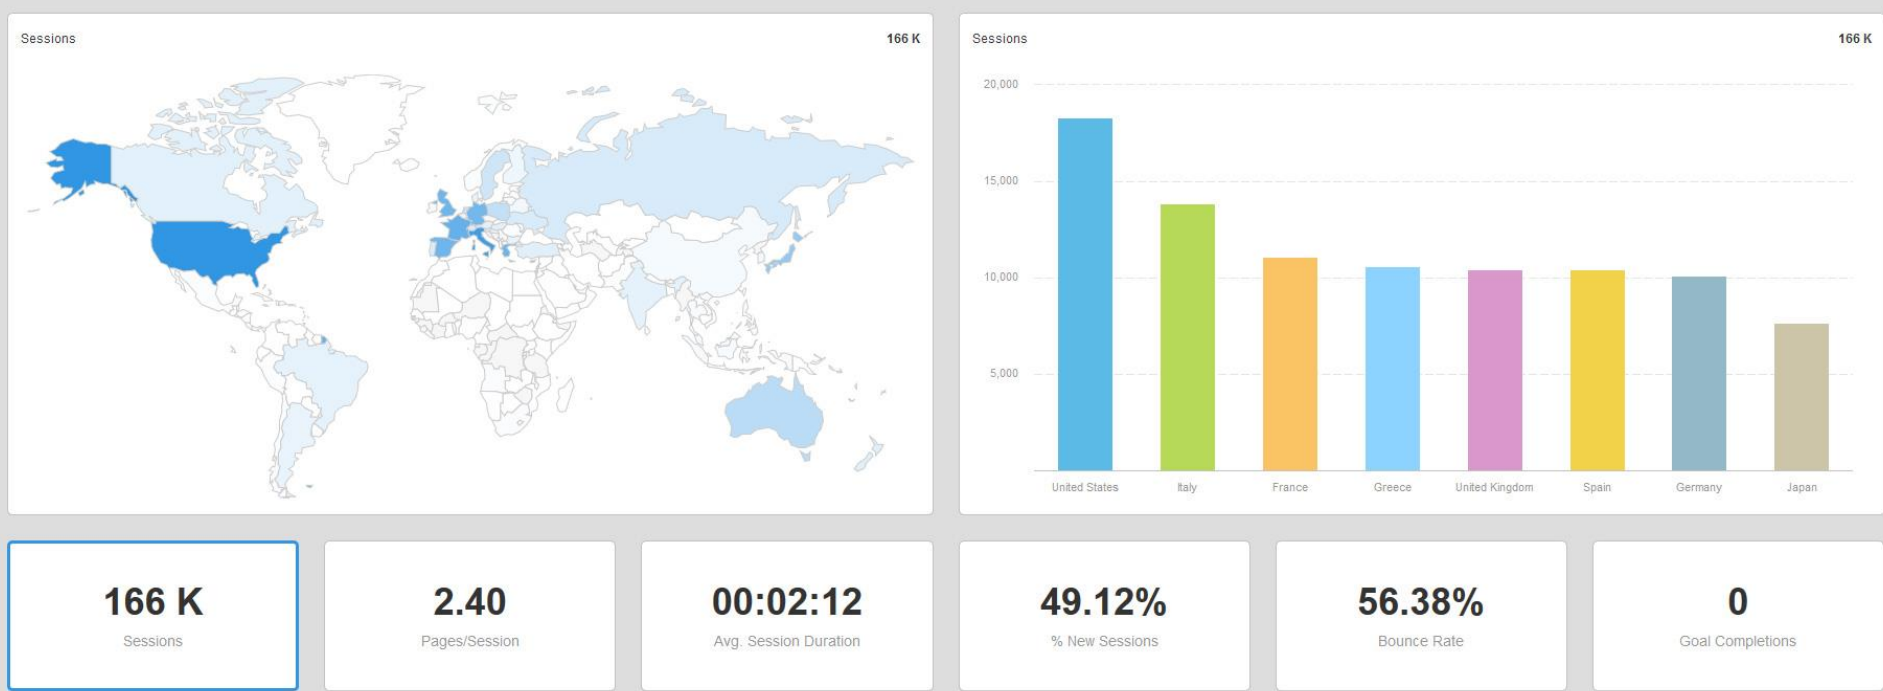 Sessions 166 K
Sessions 166 K
20,000
15,000
10,000
5,000
United States Italy France Greece United Kingdom Spain Germany Japan
166 K
Sessions
2.40
Pages/Session
00:02:12
Avg. Session Duration
49.12%
% New Sessions
56.38%
Bounce Rate
0
Goal Completions